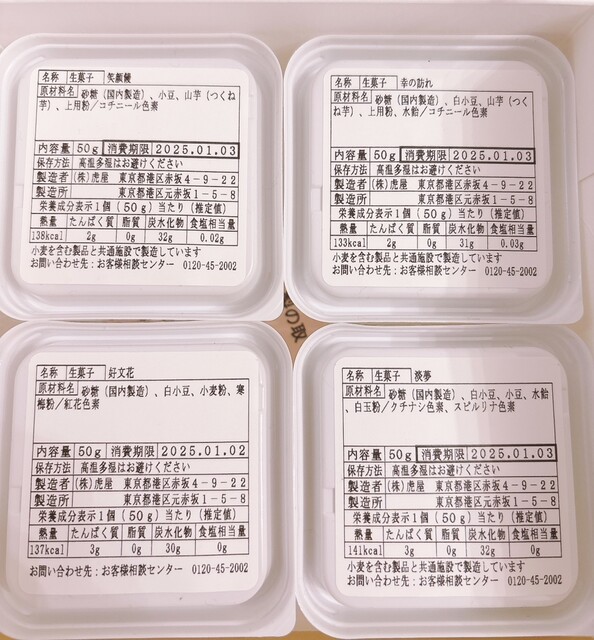 名称 生菓子 笑顔饅
原材料名 砂糖（国内製造）、小豆、山芋（つくね
芋）、上用粉／コチニール色素
内容量 50g 消費期限 2025.01.03
保存方法 高温多湿はお避けください
製造者 （株）虎屋 東京都港区赤坂4－9－22
製造所 東京都港区元赤坂1－5－8
栄養成分表示1個（50g）当たり（推定値）
熱量 たんぱく質 脂質 炭水化物 食塩相当量
138kcal 2g 0g 32g 0.02g
小麦を含む製品と共通施設で製造しています
お問い合わせ先：お客様相談センター 0120-45-2002
名称 生菓子 幸の訪れ
原材料名 砂糖（国内製造）、白小豆、山芋（つく
ね芋）、上用粉、水飴／コチニール色素
内容量 50g 消費期限 2025.01.03
保存方法 高温多湿はお避けください
製造者 （株）虎屋 東京都港区赤坂4－9－22
製造所 東京都港区元赤坂1－5－8
栄養成分表示1個（50g）当たり（推定値）
熱量 たんぱく質 脂質 炭水化物 食塩相当量
133kcal 2g 0g 31g 0.03g
小麦を含む製品と共通施設で製造しています
お問い合わせ先：お客様相談センター 0120-45-2002
の取
名称 生菓子 好文花
原材料名 砂糖（国内製造）、白小豆、小麦粉、寒
梅粉／紅花色素
内容量 50g 消費期限 2025.01.02
保存方法 高温多湿はお避けください
製造者 （株）虎屋 東京都港区赤坂4－9－22
製造所 東京都港区元赤坂1－5－8
栄養成分表示1個（50g）当たり（推定値）
熱量 たんぱく質 脂質 炭水化物 食塩相当量
137kcal 3g 0g 30g 0g
お問い合わせ先：お客様相談センター 0120-45-2002
名称 生菓子 淡夢
原材料名 砂糖（国内製造）、白小豆、小豆、水飴
、白玉粉／クチナシ色素、スピルリナ色素
内容量 50g 消費期限 2025.01.03
保存方法 高温多湿はお避けください
製造者 （株）虎屋 東京都港区赤坂4－9－22
製造所 東京都港区元赤坂1－5－8
栄養成分表示1個（50g）当たり（推定値）
熱量 たんぱく質 脂質 炭水化物 食塩相当量
141kcal 3g 0g 32g 0g
小麦を含む製品と共通施設で製造しています
お問い合わせ先：お客様相談センター 0120-45-2002